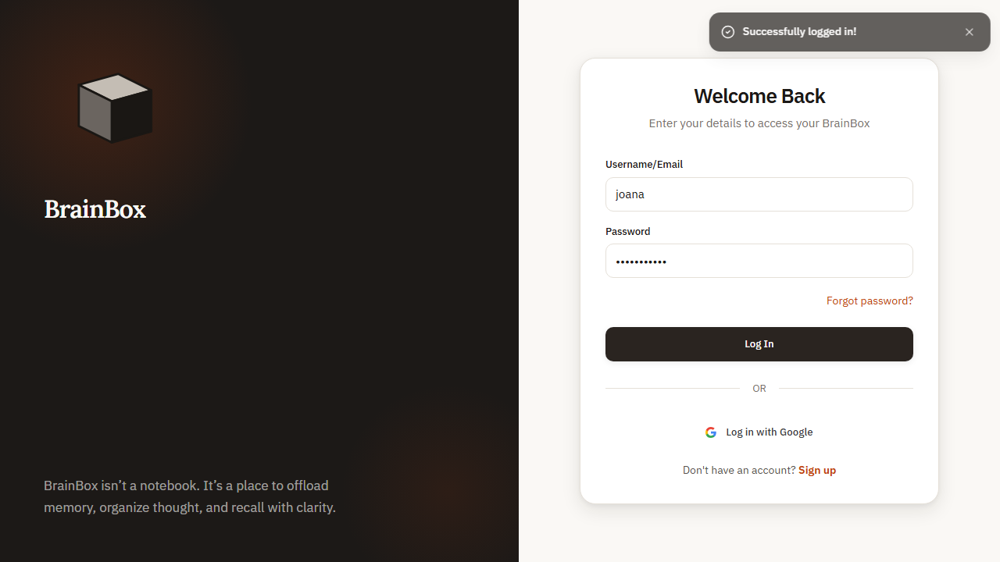 BrainBox
BrainBox isn’t a notebook. It’s a place to offload
memory, organize thought, and recall with clarity.
Successfully logged in!
Welcome Back
Enter your details to access your BrainBox
Username/Email
joana
Password
•••••••••••
Forgot password?
Log In
OR
Log in with Google
Don't have an account? Sign up